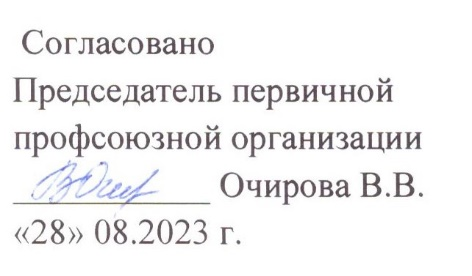 Согласовано
Председатель первичной
профсоюзной организации
Очирова В.В.
«28» 08.2023 г.